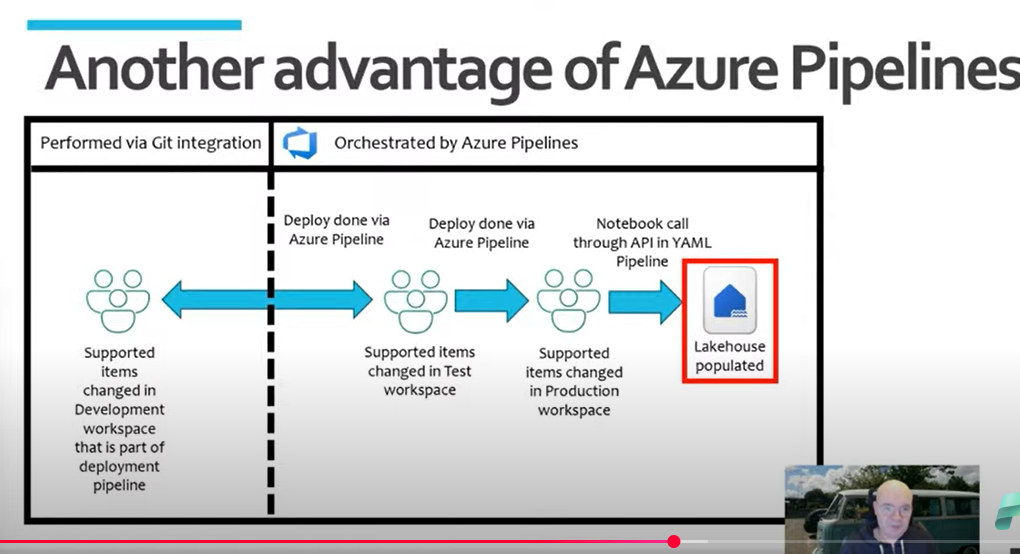 Another advantage of Azure Pipelines
Performed via Git integration
Orchestrated by Azure Pipelines
Deploy done via
Azure Pipeline
Deploy done via
Azure Pipeline
Notebook call
through API in YAML
Pipeline
Supported
items
changed in
Development
workspace
that is part of
deployment
pipeline
Supported items
changed in Test
workspace
Supported
items changed
in Production
workspace
Lakehouse
populated